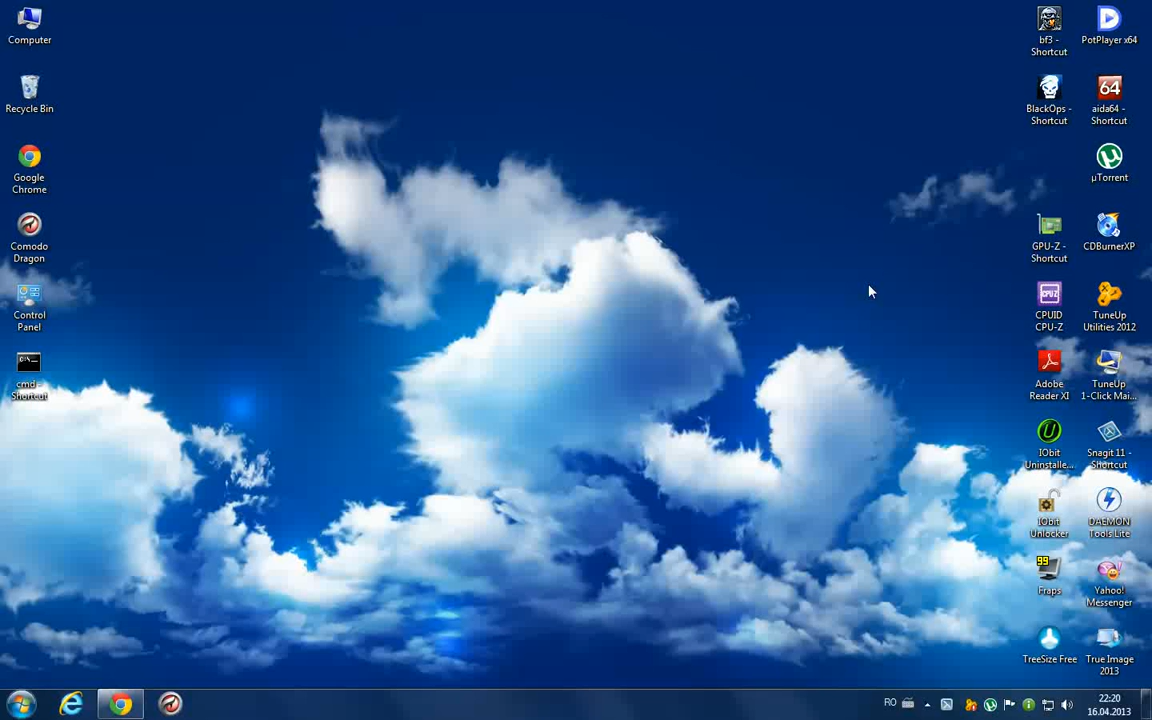 Computer
Recycle Bin
Google
Chrome
Comodo
Dragon
Control
Panel
C:\_
cmd -
Shortcut
bf3 -
Shortcut
PotPlayer x64
BlackOps -
Shortcut
64
aida64 -
Shortcut
µTorrent
GPU-Z -
Shortcut
CDBurnerXP
CPU-Z
CPUID
CPU-Z
TuneUp
Utilities 2012
Adobe
Reader XI
TuneUp
1-Click Mai...
IObit
Uninstalle...
Snagit 11 -
Shortcut
IObit
Unlocker
DAEMON
Tools Lite
99
Fraps
Yahoo!
Messenger
TreeSize Free
True Image
2013
RO
22:20
16.04.2013